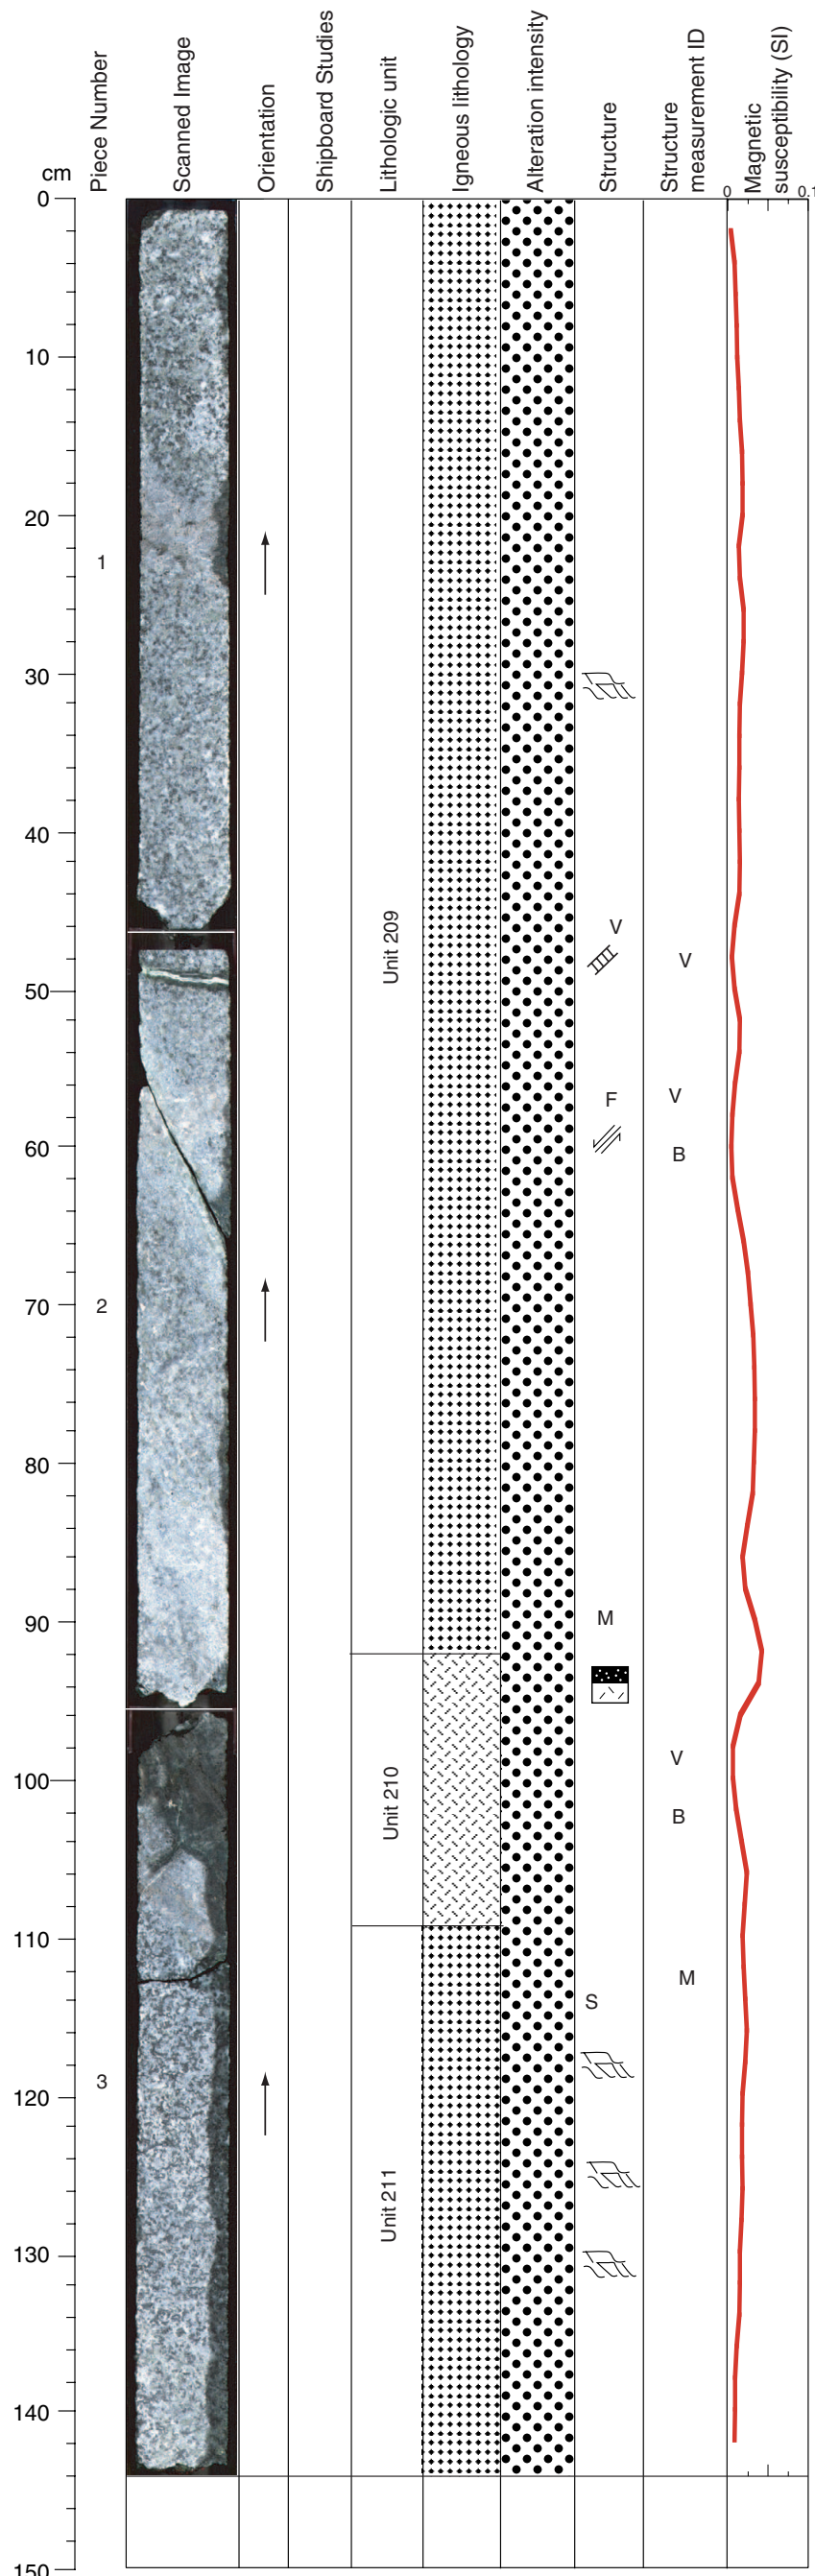 cm
Piece Number
Scanned Image
Orientation
Shipboard Studies
Lithologic unit
Igneous lithology
Alteration intensity
Structure
Structure
measurement ID
Magnetic
susceptibility (SI)
0
0.1
0
10
20
1
30
40
Unit 209
V
V
50
F
V
B
60
2
70
80
90
M
V
100
Unit 210
B
110
M
S
3
120
Unit 211
130
140
150